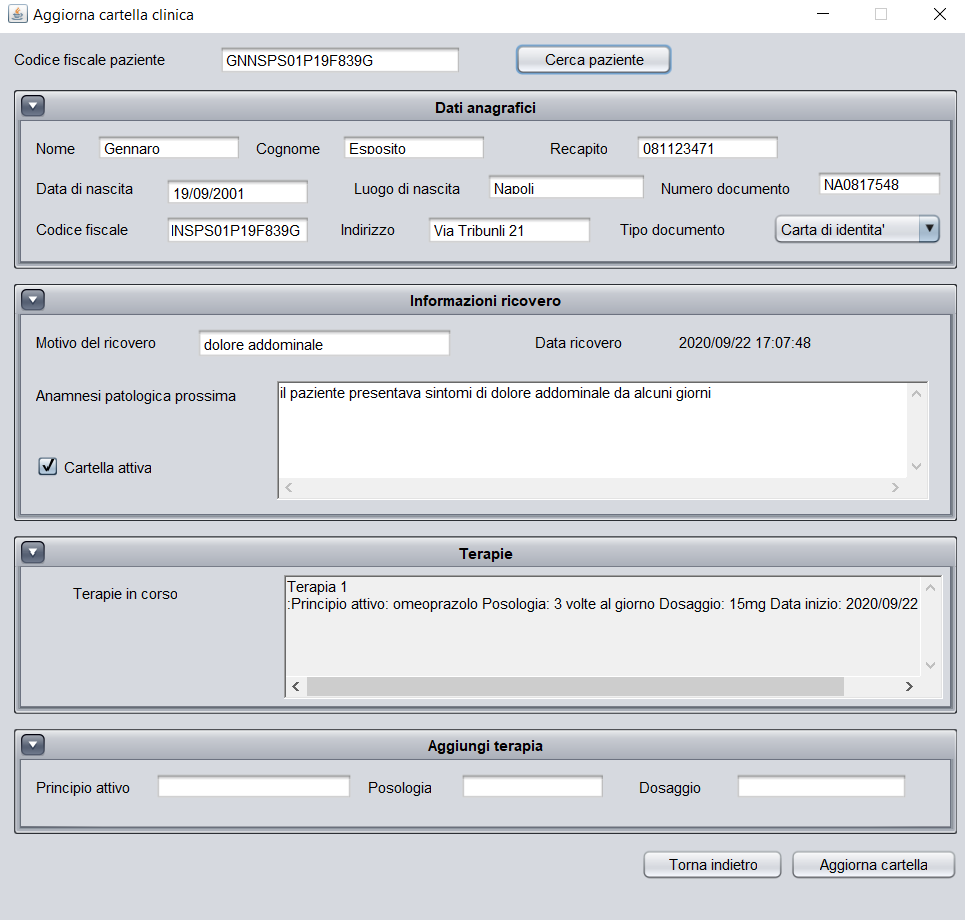 Aggiorna cartella clinica
Codice fiscale paziente GNNSPS01P19F839G Cerca paziente
Dati anagrafici
Nome Gennaro Cognome Esposito Recapito 081123471
Data di nascita 19/09/2001 Luogo di nascita Napoli Numero documento NA0817548
Codice fiscale INSPS01P19F839G Indirizzo Via Tribunli 21 Tipo documento Carta di identita'
Informazioni ricovero
Motivo del ricovero dolore addominale Data ricovero 2020/09/22 17:07:48
Anamnesi patologica prossima il paziente presentava sintomi di dolore addominale da alcuni giorni
Cartella attiva
Terapie
Terapie in corso Terapia 1
:Principio attivo: omeoprazolo Posologia: 3 volte al giorno Dosaggio: 15mg Data inizio: 2020/09/22
Aggiungi terapia
Principio attivo Posologia Dosaggio
Torna indietro Aggiorna cartella